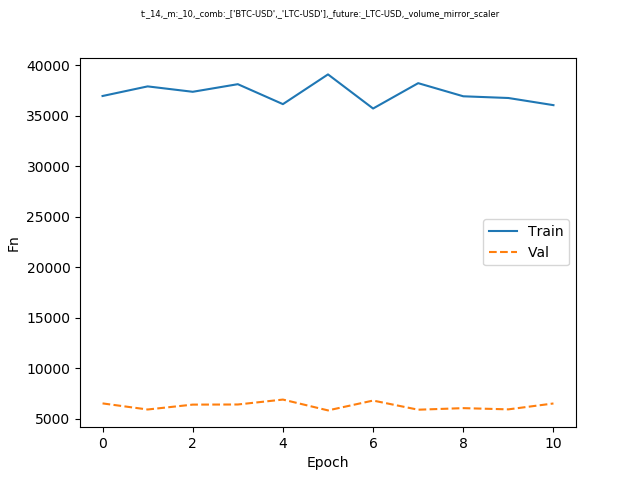 t:_14,_m:_10,_comb:_['BTC-USD',_'LTC-USD'],_future:_LTC-USD,_volume_mirror_scaler
40000
35000
30000
25000
20000
15000
10000
5000
Fn
Train
Val
0 2 4 6 8 10
Epoch